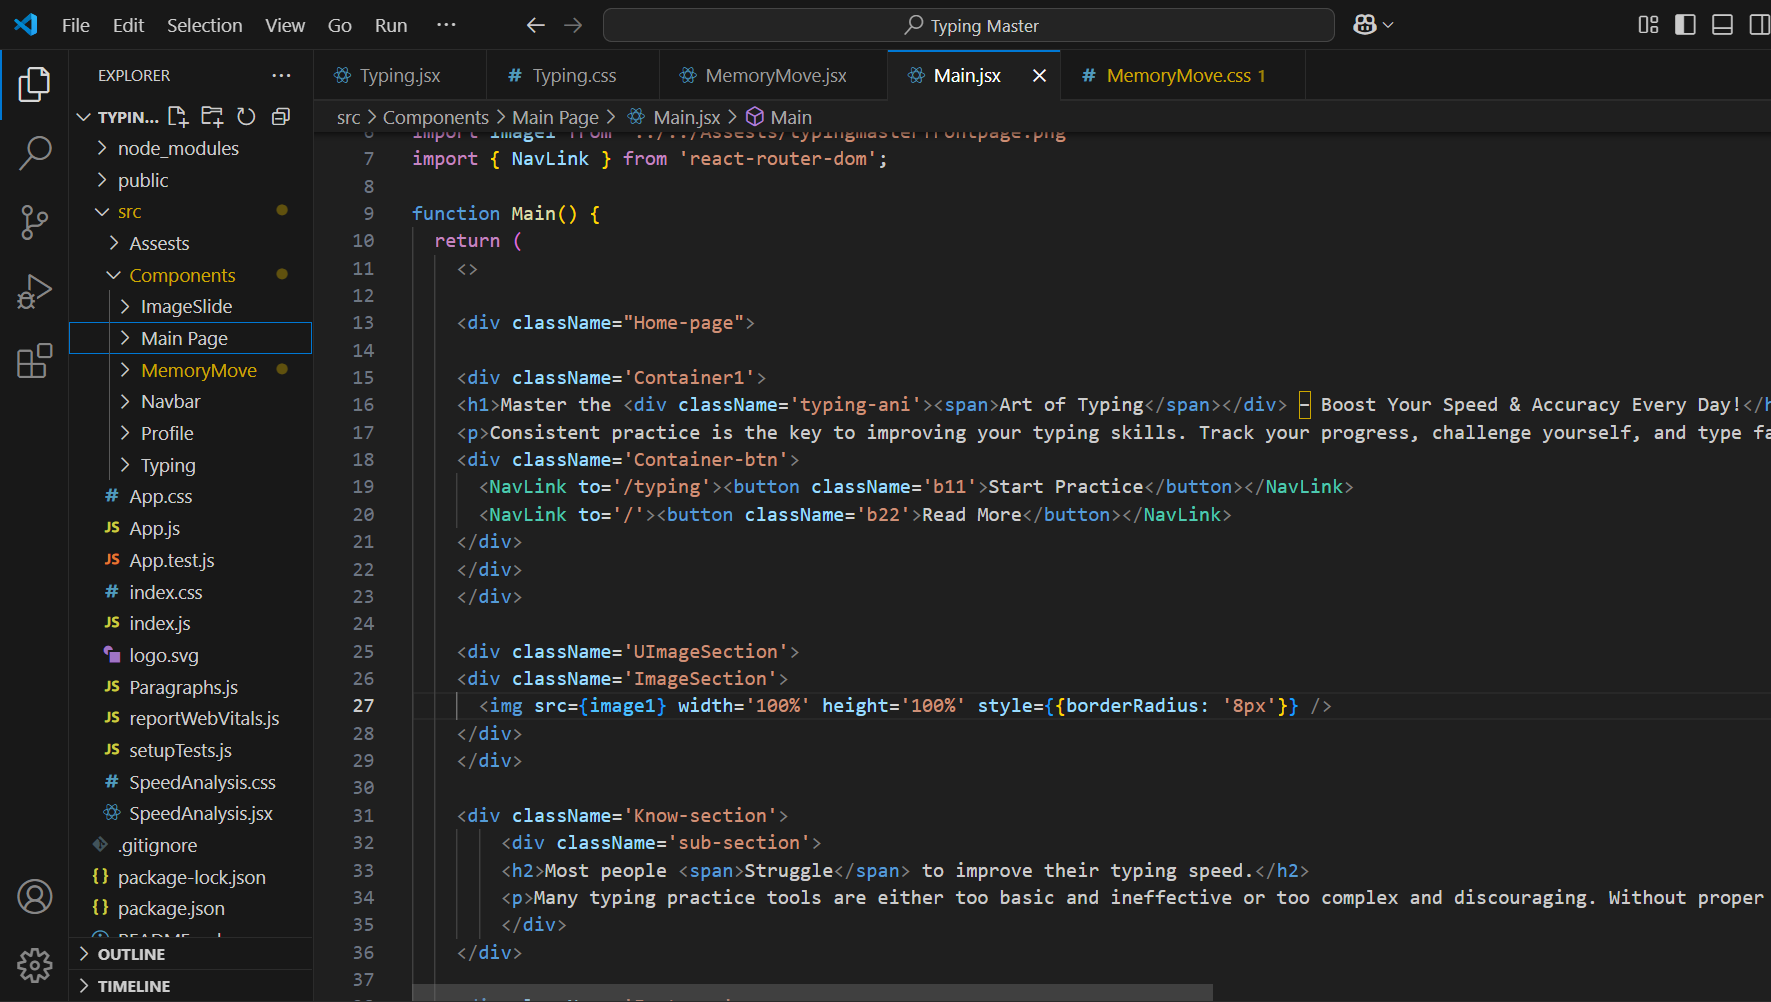 File Edit Selection View Go Run ···
Typing Master
EXPLORER ···
TYPIN...
node_modules
public
src
Assests
Components
ImageSlide
Main Page
MemoryMove
Navbar
Profile
Typing
# App.css
JS App.js
JS App.test.js
# index.css
JS index.js
logo.svg
JS Paragraphs.js
JS reportWebVitals.js
JS setupTests.js
# SpeedAnalysis.css
SpeedAnalysis.jsx
.gitignore
{} package-lock.json
{} package.json
OUTLINE
TIMELINE
Typing.jsx # Typing.css MemoryMove.jsx Main.jsx # MemoryMove.css 1
src > Components > Main Page > Main.jsx > Main
7 import { NavLink } from 'react-router-dom';
8
9 function Main() {
10 return (
11 <>
12
13 <div className="Home-page">
14
15 <div className='Container1'>
16 <h1>Master the <div className='typing-ani'><span>Art of Typing</span></div> – Boost Your Speed & Accuracy Every Day!</h
17 <p>Consistent practice is the key to improving your typing skills. Track your progress, challenge yourself, and type fa
18 <div className='Container-btn'>
19 <NavLink to='/typing'><button className='b11'>Start Practice</button></NavLink>
20 <NavLink to='/'><button className='b22'>Read More</button></NavLink>
21 </div>
22 </div>
23 </div>
24
25 <div className='UImageSection'>
26 <div className='ImageSection'>
27 <img src={image1} width='100%' height='100%' style={{borderRadius: '8px'}} />
28 </div>
29 </div>
30
31 <div className='Know-section'>
32 <div className='sub-section'>
33 <h2>Most people <span>Struggle</span> to improve their typing speed.</h2>
34 <p>Many typing practice tools are either too basic and ineffective or too complex and discouraging. Without proper
35 </div>
36 </div>
37